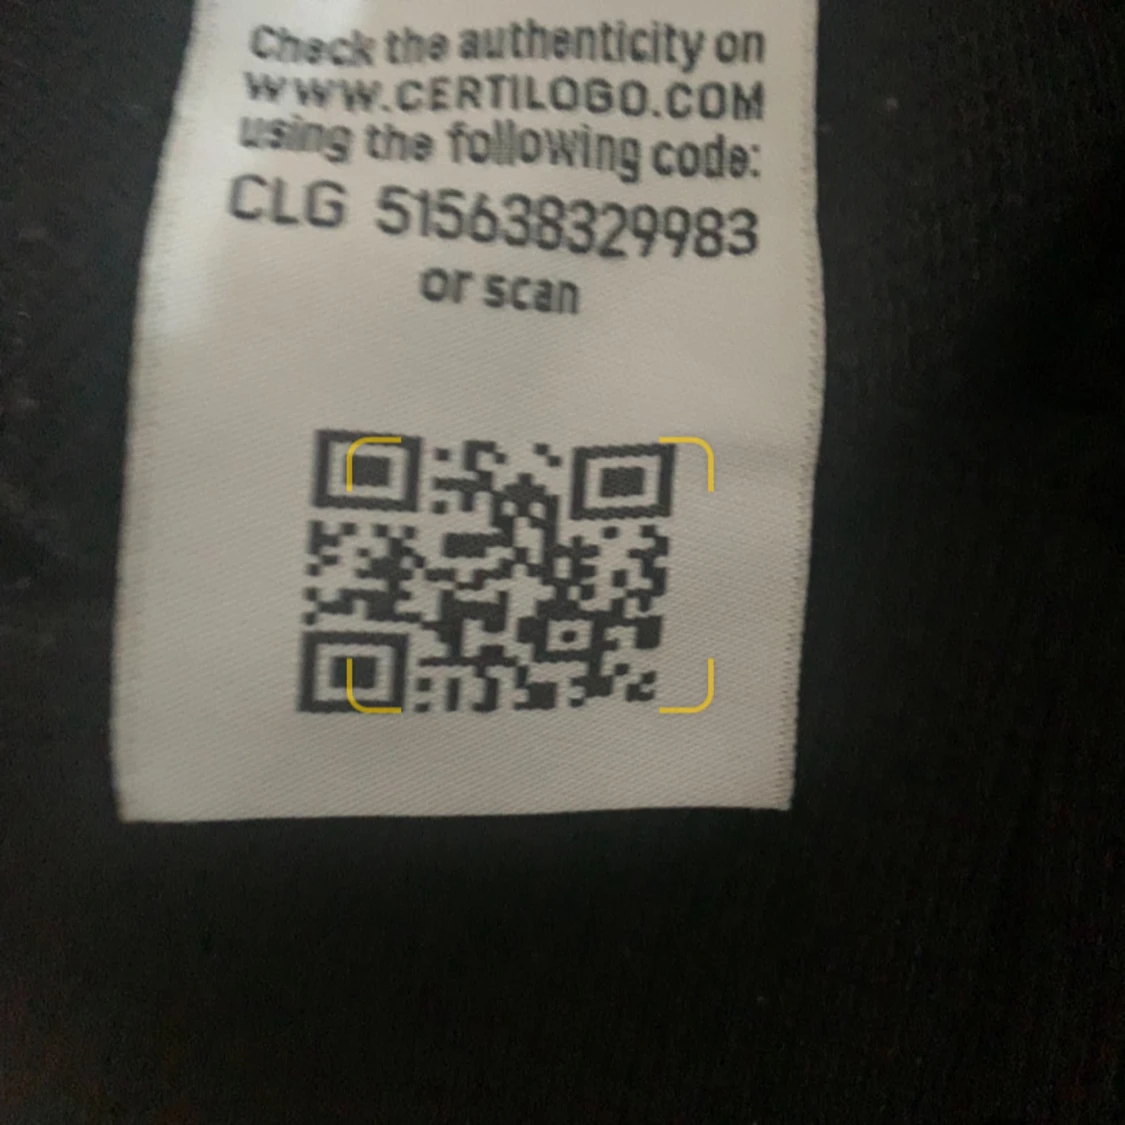 Check the authenticity on
WWW.CERTILOGO.COM
using the following code:
CLG 515638329983
or scan